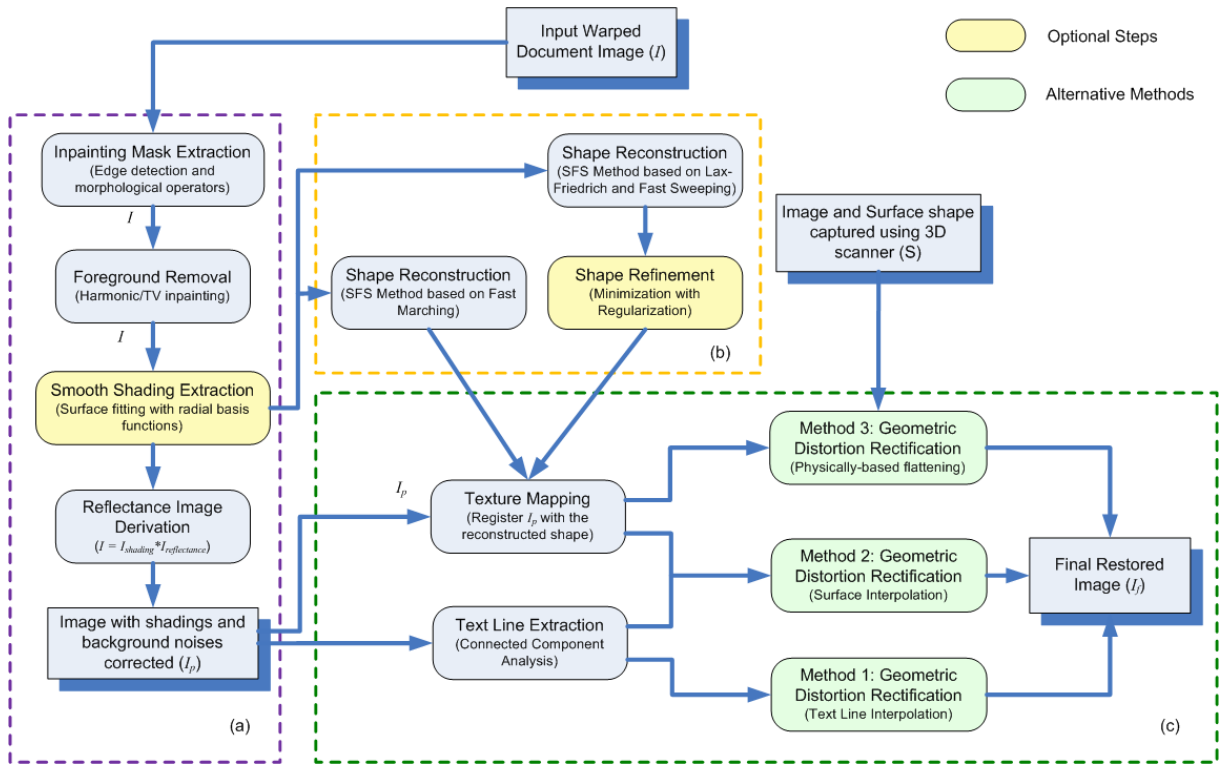 Input Warped
Document Image (I)
Optional Steps
Alternative Methods
Inpainting Mask Extraction
(Edge detection and
morphological operators)
I
Foreground Removal
(Harmonic/TV inpainting)
I
Smooth Shading Extraction
(Surface fitting with radial basis
functions)
Reflectance Image
Derivation
(I = Ishading*Ireflectance)
Image with shadings and
background noises
corrected (Ip)
(a)
Shape Reconstruction
(SFS Method based on Lax-
Friedrich and Fast Sweeping)
Shape Reconstruction
(SFS Method based on Fast
Marching)
Shape Refinement
(Minimization with
Regularization)
(b)
Image and Surface shape
captured using 3D
scanner (S)
Ip
Texture Mapping
(Register Ip with the
reconstructed shape)
Text Line Extraction
(Connected Component
Analysis)
Method 3: Geometric
Distortion Rectification
(Physically-based flattening)
Method 2: Geometric
Distortion Rectification
(Surface Interpolation)
Method 1: Geometric
Distortion Rectification
(Text Line Interpolation)
Final Restored
Image (If)
(c)